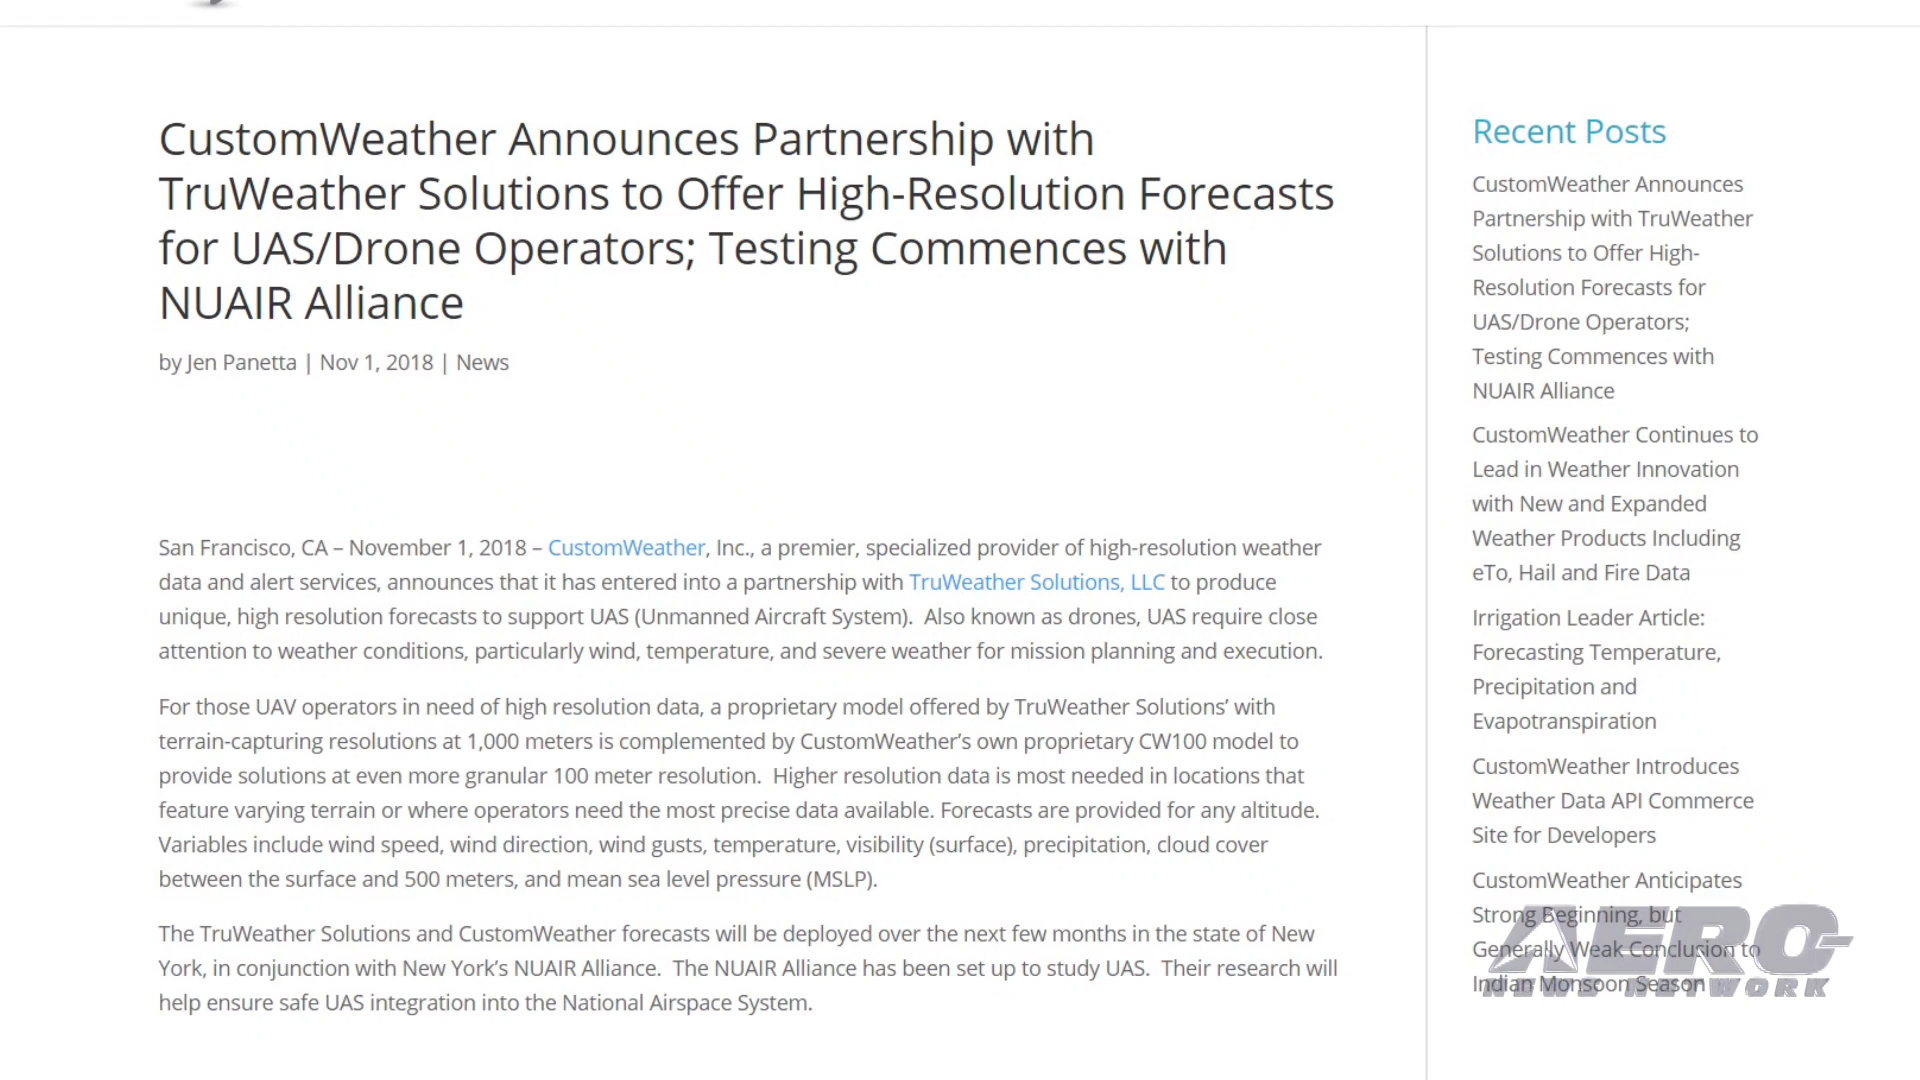 CustomWeather Announces Partnership with
TruWeather Solutions to Offer High-Resolution Forecasts
for UAS/Drone Operators; Testing Commences with
NUAIR Alliance
by Jen Panetta | Nov 1, 2018 | News
San Francisco, CA – November 1, 2018 – CustomWeather, Inc., a premier, specialized provider of high-resolution weather
data and alert services, announces that it has entered into a partnership with TruWeather Solutions, LLC to produce
unique, high resolution forecasts to support UAS (Unmanned Aircraft System).  Also known as drones, UAS require close
attention to weather conditions, particularly wind, temperature, and severe weather for mission planning and execution.
For those UAV operators in need of high resolution data, a proprietary model offered by TruWeather Solutions’ with
terrain-capturing resolutions at 1,000 meters is complemented by CustomWeather’s own proprietary CW100 model to
provide solutions at even more granular 100 meter resolution.  Higher resolution data is most needed in locations that
feature varying terrain or where operators need the most precise data available. Forecasts are provided for any altitude.
Variables include wind speed, wind direction, wind gusts, temperature, visibility (surface), precipitation, cloud cover
between the surface and 500 meters, and mean sea level pressure (MSLP).
The TruWeather Solutions and CustomWeather forecasts will be deployed over the next few months in the state of New
York, in conjunction with New York’s NUAIR Alliance.  The NUAIR Alliance has been set up to study UAS.  Their research will
help ensure safe UAS integration into the National Airspace System.
Recent Posts
CustomWeather Announces
Partnership with TruWeather
Solutions to Offer High-
Resolution Forecasts for
UAS/Drone Operators;
Testing Commences with
NUAIR Alliance
CustomWeather Continues to
Lead in Weather Innovation
with New and Expanded
Weather Products Including
eTo, Hail and Fire Data
Irrigation Leader Article:
Forecasting Temperature,
Precipitation and
Evapotranspiration
CustomWeather Introduces
Weather Data API Commerce
Site for Developers
CustomWeather Anticipates
Strong Beginning, but
Generally Weak Conclusion to
Indian Monsoon Season
AERO-
NEWS NETWORK